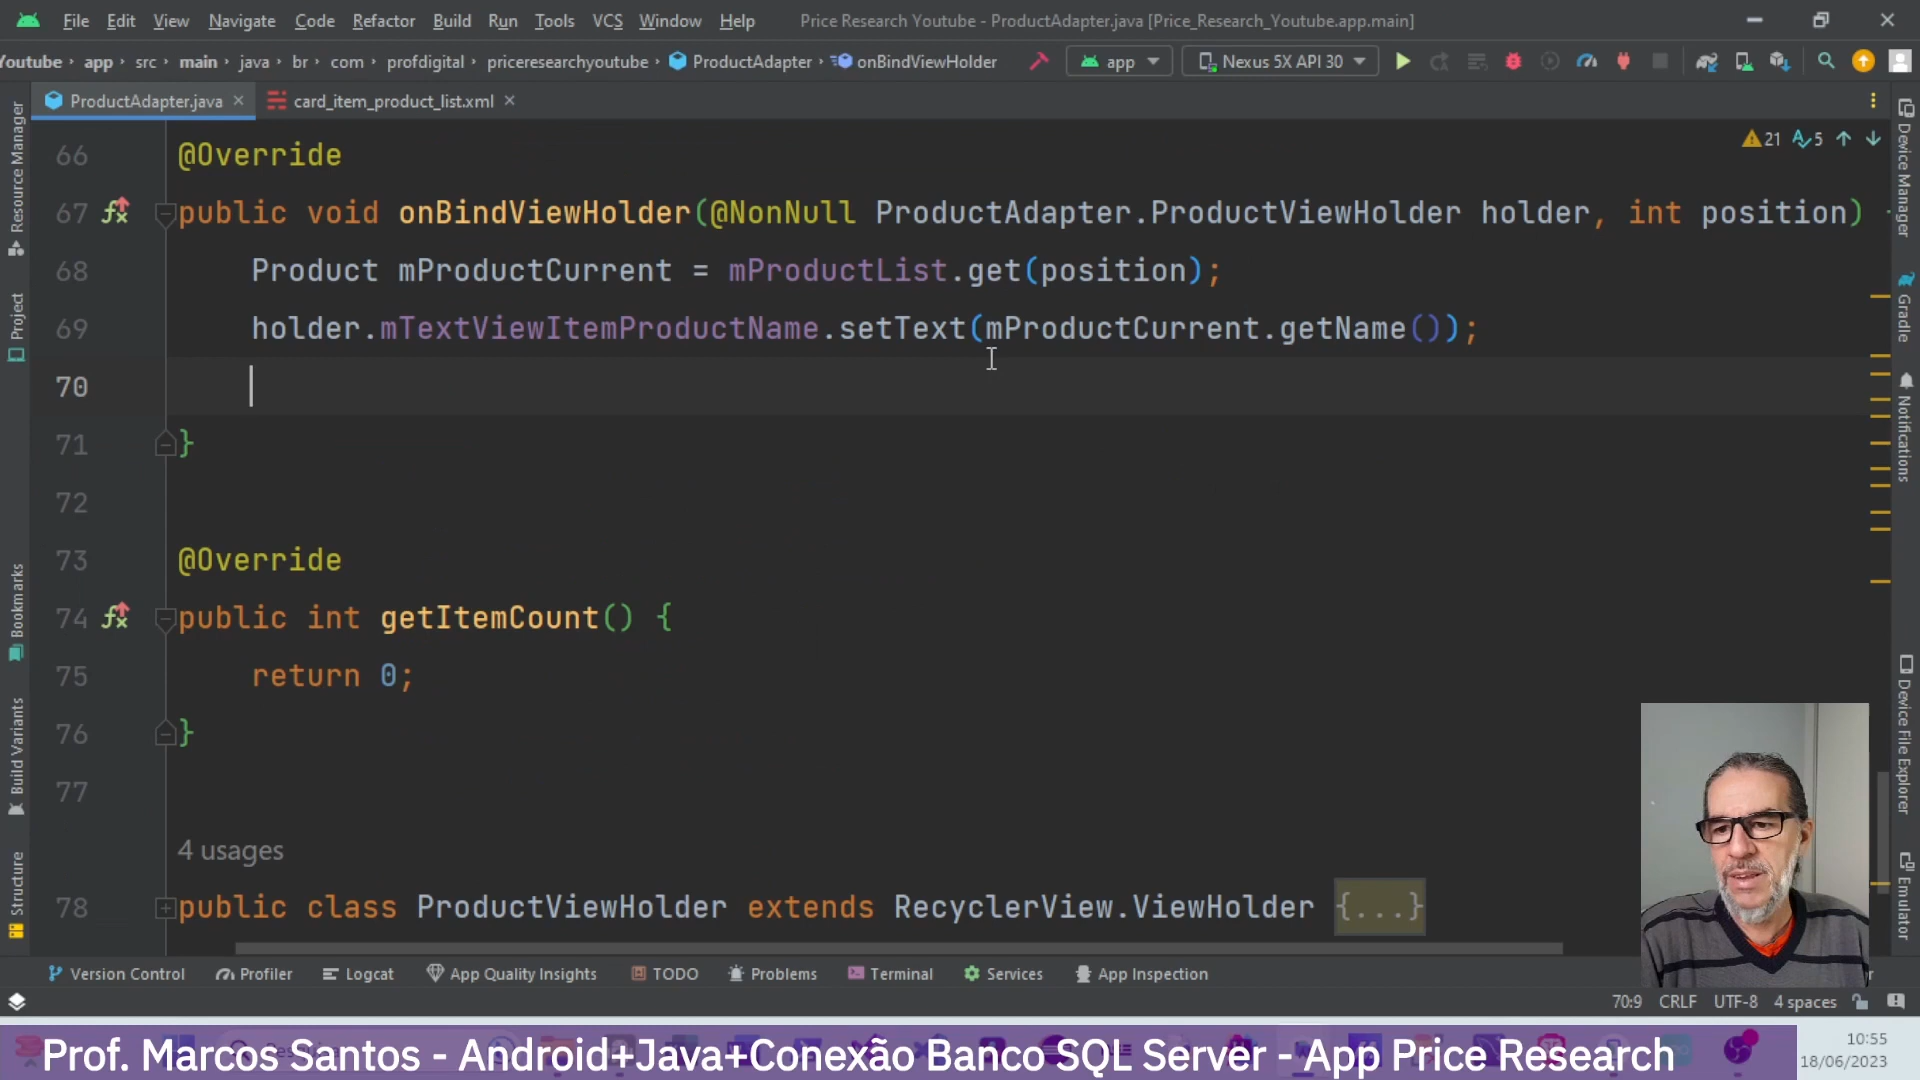 File Edit View Navigate Code Refactor Build Run Tools VCS Window Help Price Research Youtube - ProductAdapter.java [Price_Research_Youtube.app.main]
Youtube › app › src › main › java › br › com › profdigital › priceresearchyoutube › ProductAdapter › onBindViewHolder app Nexus 5X API 30
ProductAdapter.java card_item_product_list.xml
21 5
66 @Override
67 public void onBindViewHolder(@NonNull ProductAdapter.ProductViewHolder holder, int position)
68 Product mProductCurrent = mProductList.get(position);
69 holder.mTextViewItemProductName.setText(mProductCurrent.getName());
70
71 }
72
73 @Override
74 public int getItemCount() {
75 return 0;
76 }
77
4 usages
78 public class ProductViewHolder extends RecyclerView.ViewHolder {...}
Resource Manager
Project
Bookmarks
Build Variants
Structure
Device Manager
Gradle
Notifications
Device File Explorer
Emulator
Version Control Profiler Logcat App Quality Insights TODO Problems Terminal Services App Inspection
70:9 CRLF UTF-8 4 spaces
Prof. Marcos Santos - Android+Java+Conexão Banco SQL Server - App Price Research
10:55
18/06/2023